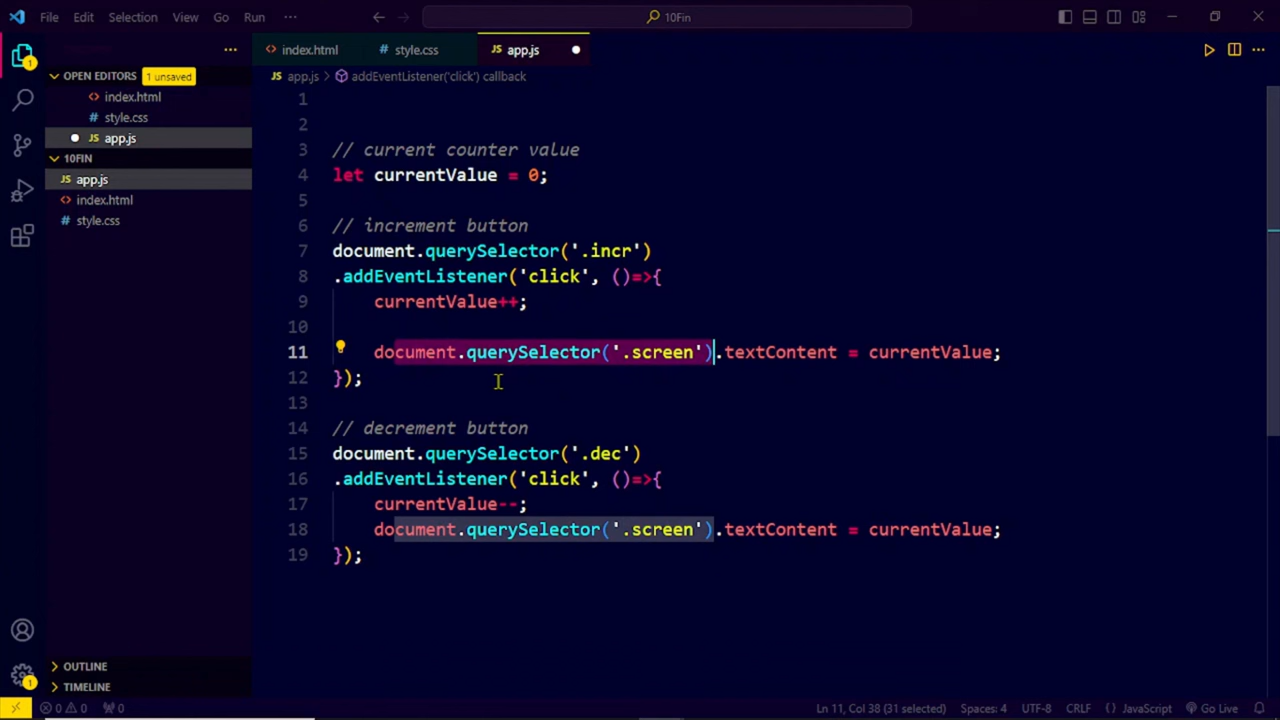 File Edit Selection View Go Run ··· 10Fin
index.html style.css JS app.js
OPEN EDITORS 1 unsaved
index.html
style.css
JS app.js
10FIN
JS app.js
index.html
style.css
OUTLINE
TIMELINE
JS app.js > addEventListener('click') callback
1
2
3 // current counter value
4 let currentValue = 0;
5
6 // increment button
7 document.querySelector('.incr')
8 .addEventListener('click', ()=>{
9 currentValue++;
10
11 document.querySelector('.screen').textContent = currentValue;
12 });
13
14 // decrement button
15 document.querySelector('.dec')
16 .addEventListener('click', ()=>{
17 currentValue--;
18 document.querySelector('.screen').textContent = currentValue;
19 });
0 0 0 Ln 11, Col 38 (31 selected) Spaces: 4 UTF-8 CRLF {} JavaScript Go Live